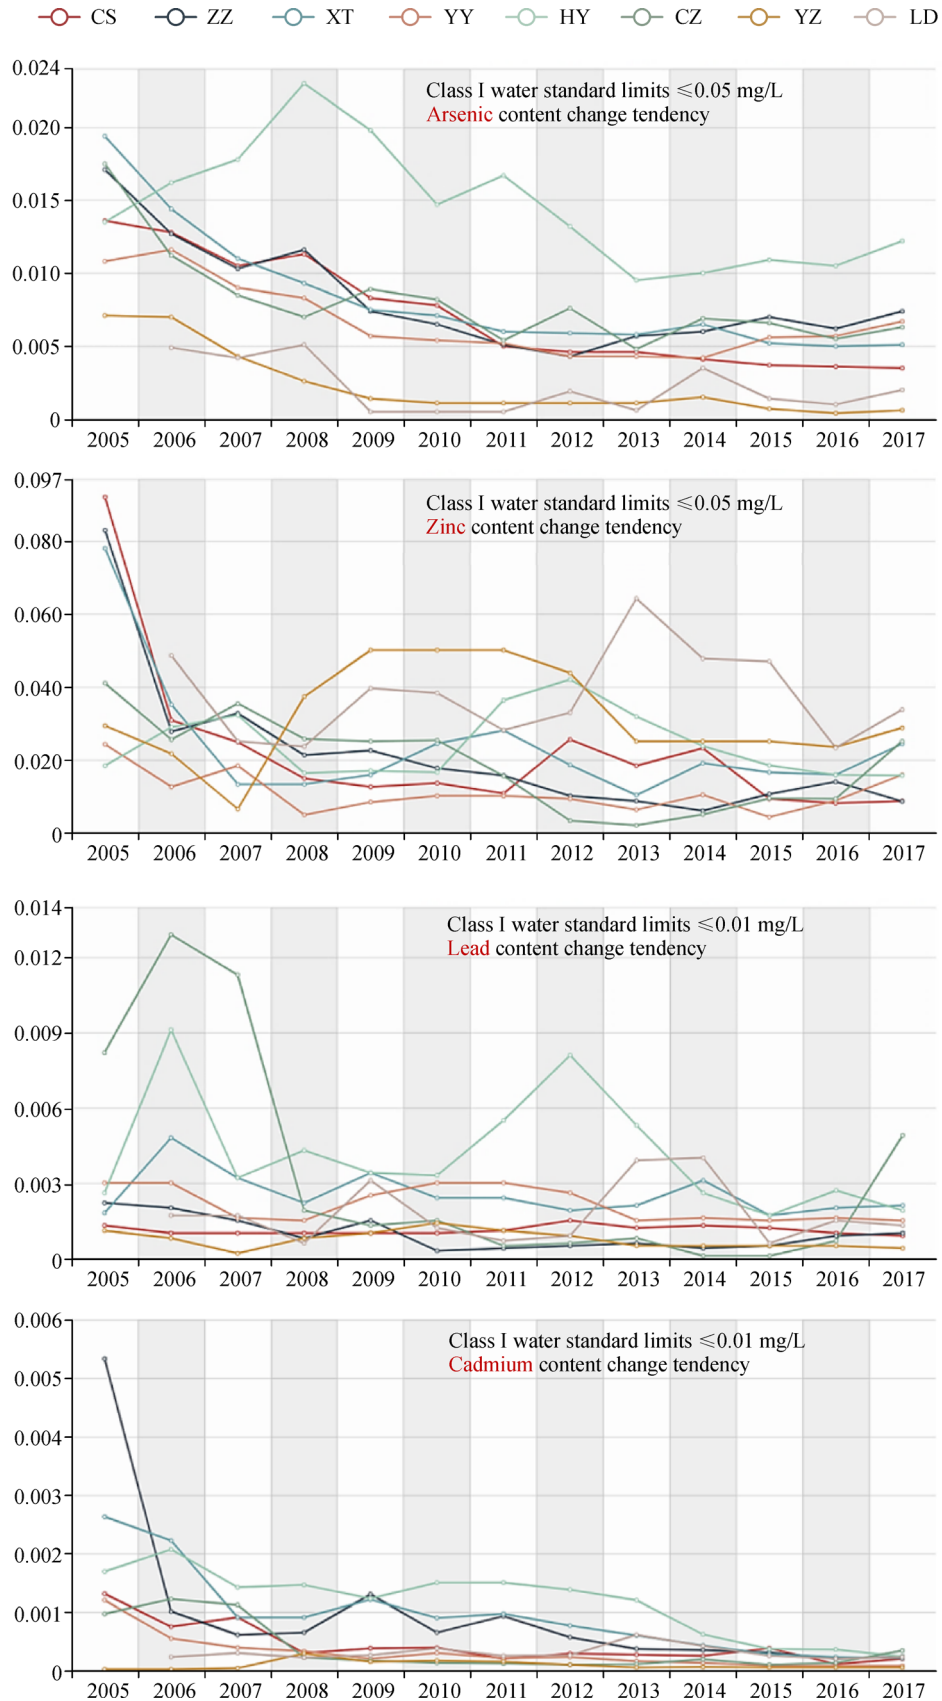 CS ZZ XT YY HY CZ YZ LD
0.024
Class I water standard limits ⩽0.05 mg/L
Arsenic content change tendency
0.020
0.015
0.010
0.005
0
2005 2006 2007 2008 2009 2010 2011 2012 2013 2014 2015 2016 2017
0.097
Class I water standard limits ⩽0.05 mg/L
Zinc content change tendency
0.080
0.060
0.040
0.020
0
2005 2006 2007 2008 2009 2010 2011 2012 2013 2014 2015 2016 2017
0.014
Class I water standard limits ⩽0.01 mg/L
Lead content change tendency
0.012
0.009
0.006
0.003
0
2005 2006 2007 2008 2009 2010 2011 2012 2013 2014 2015 2016 2017
0.006
Class I water standard limits ⩽0.01 mg/L
Cadmium content change tendency
0.005
0.004
0.003
0.002
0.001
0
2005 2006 2007 2008 2009 2010 2011 2012 2013 2014 2015 2016 2017